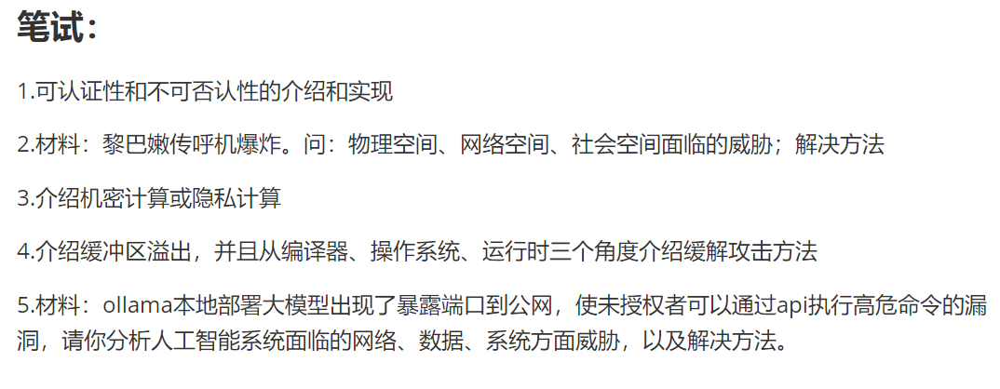 笔试：
1.可认证性和不可否认性的介绍和实现
2.材料：黎巴嫩传呼机爆炸。问：物理空间、网络空间、社会空间面临的威胁；解决方法
3.介绍机密计算或隐私计算
4.介绍缓冲区溢出，并且从编译器、操作系统、运行时三个角度介绍缓解攻击方法
5.材料：ollama本地部署大模型出现了暴露端口到公网，使未授权者可以通过api执行高危命令的漏
洞，请你分析人工智能系统面临的网络、数据、系统方面威胁，以及解决方法。